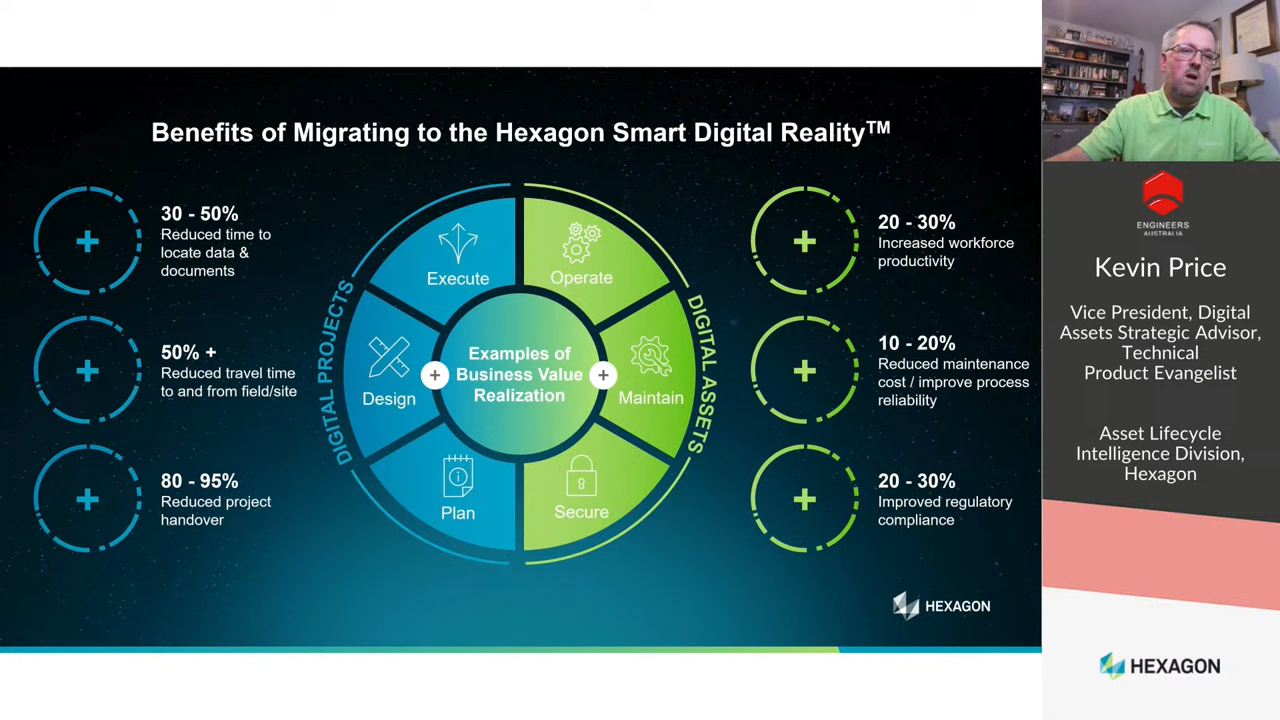 Benefits of Migrating to the Hexagon Smart Digital Reality™
30 - 50%
Reduced time to
locate data &
documents
50% +
Reduced travel time
to and from field/site
80 - 95%
Reduced project
handover
DIGITAL PROJECTS
Execute
Design
Plan
Examples of
Business Value
Realization
Operate
Maintain
Secure
DIGITAL ASSETS
20 - 30%
Increased workforce
productivity
10 - 20%
Reduced maintenance
cost / improve process
reliability
20 - 30%
Improved regulatory
compliance
HEXAGON
ENGINEERS
AUSTRALIA
Kevin Price
Vice President, Digital
Assets Strategic Advisor,
Technical
Product Evangelist
Asset Lifecycle
Intelligence Division,
Hexagon
HEXAGON